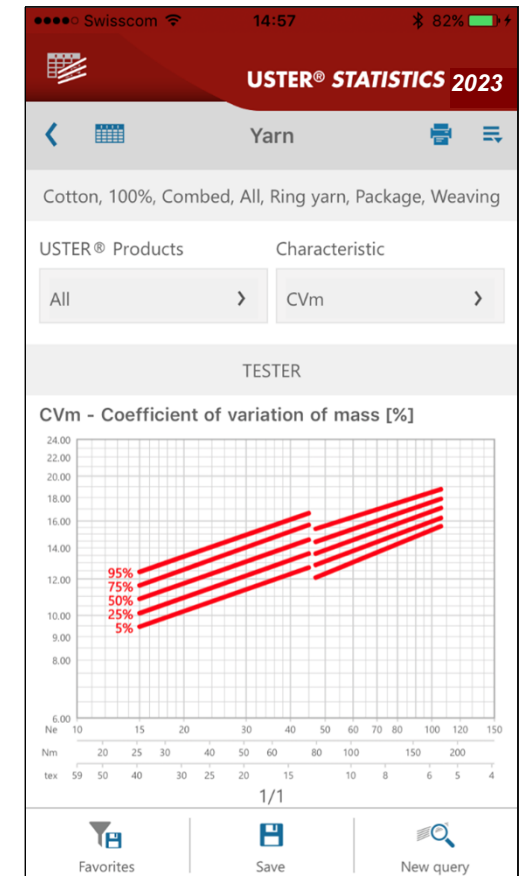 Swisscom 14:57 82%
USTER® STATISTICS 2023
Yarn
Cotton, 100%, Combed, All, Ring yarn, Package, Weaving
USTER® Products Characteristic
All CVm
TESTER
CVm - Coefficient of variation of mass [%]
24.00
22.00
20.00
18.00
16.00
14.00
12.00
10.00
9.00
8.00
6.00
95%
75%
50%
25%
5%
Ne 10 15 20 30 40 50 60 70 80 100 120 150
Nm 20 25 30 40 50 60 80 100 150 200
tex 59 50 40 30 25 20 15 10 8 6 5 4
1/1
Favorites Save New query